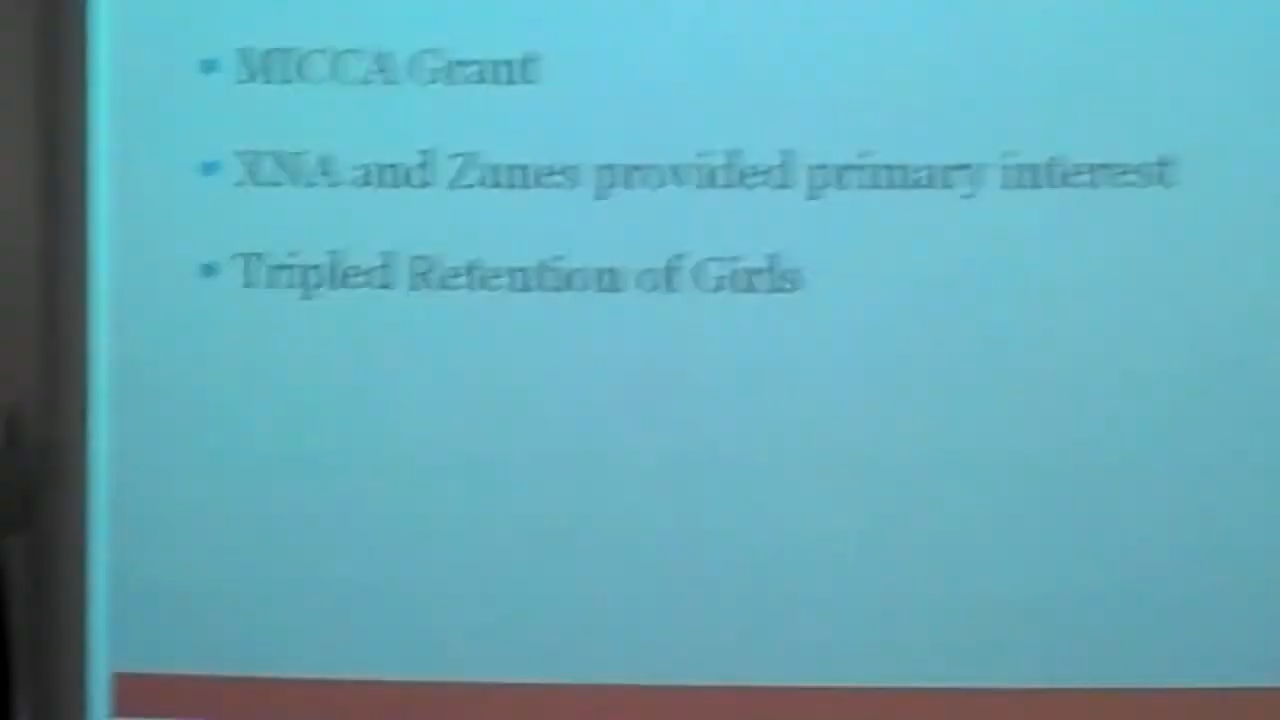 MICCA Grant
XNA and Zunes provided primary interest
Tripled Retention of Girls